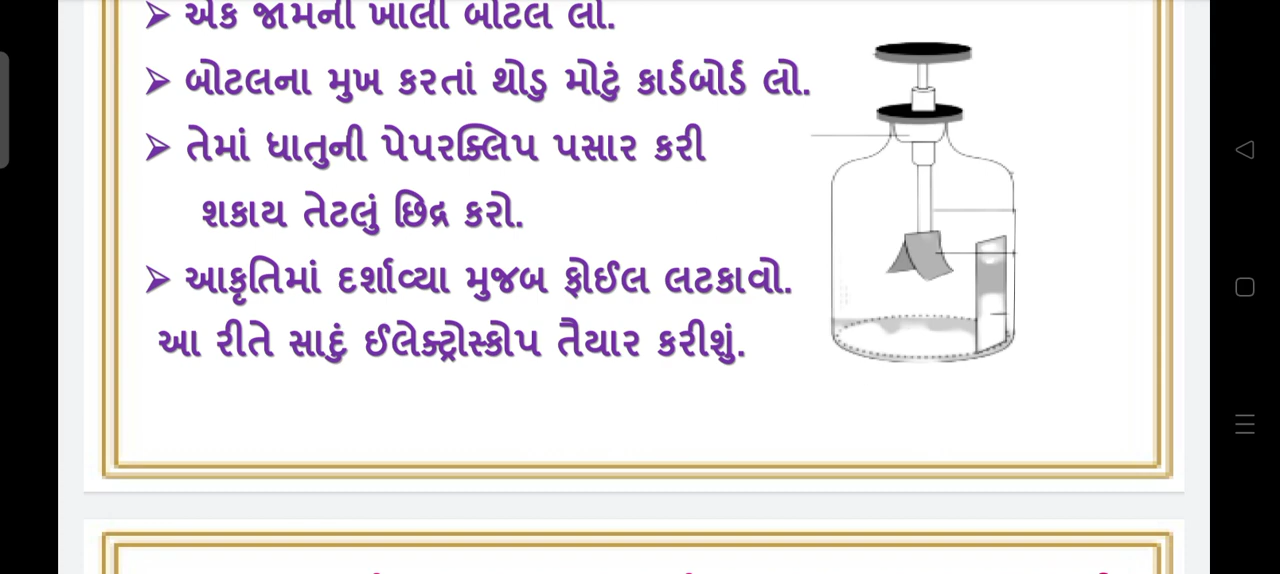 ➢ એક જામની ખાલી બોટલ લો.
➢ બોટલના મુખ કરતાં થોડુ મોટું કાર્ડબોર્ડ લો.
➢ તેમાં ધાતુની પેપરક્લિપ પસાર કરી
શકાય તેટલું છિદ્ર કરો.
➢ આકૃતિમાં દર્શાવ્યા મુજબ ફોઈલ લટકાવો.
આ રીતે સાદું ઈલેક્ટ્રોસ્કોપ તૈયાર કરીશું.